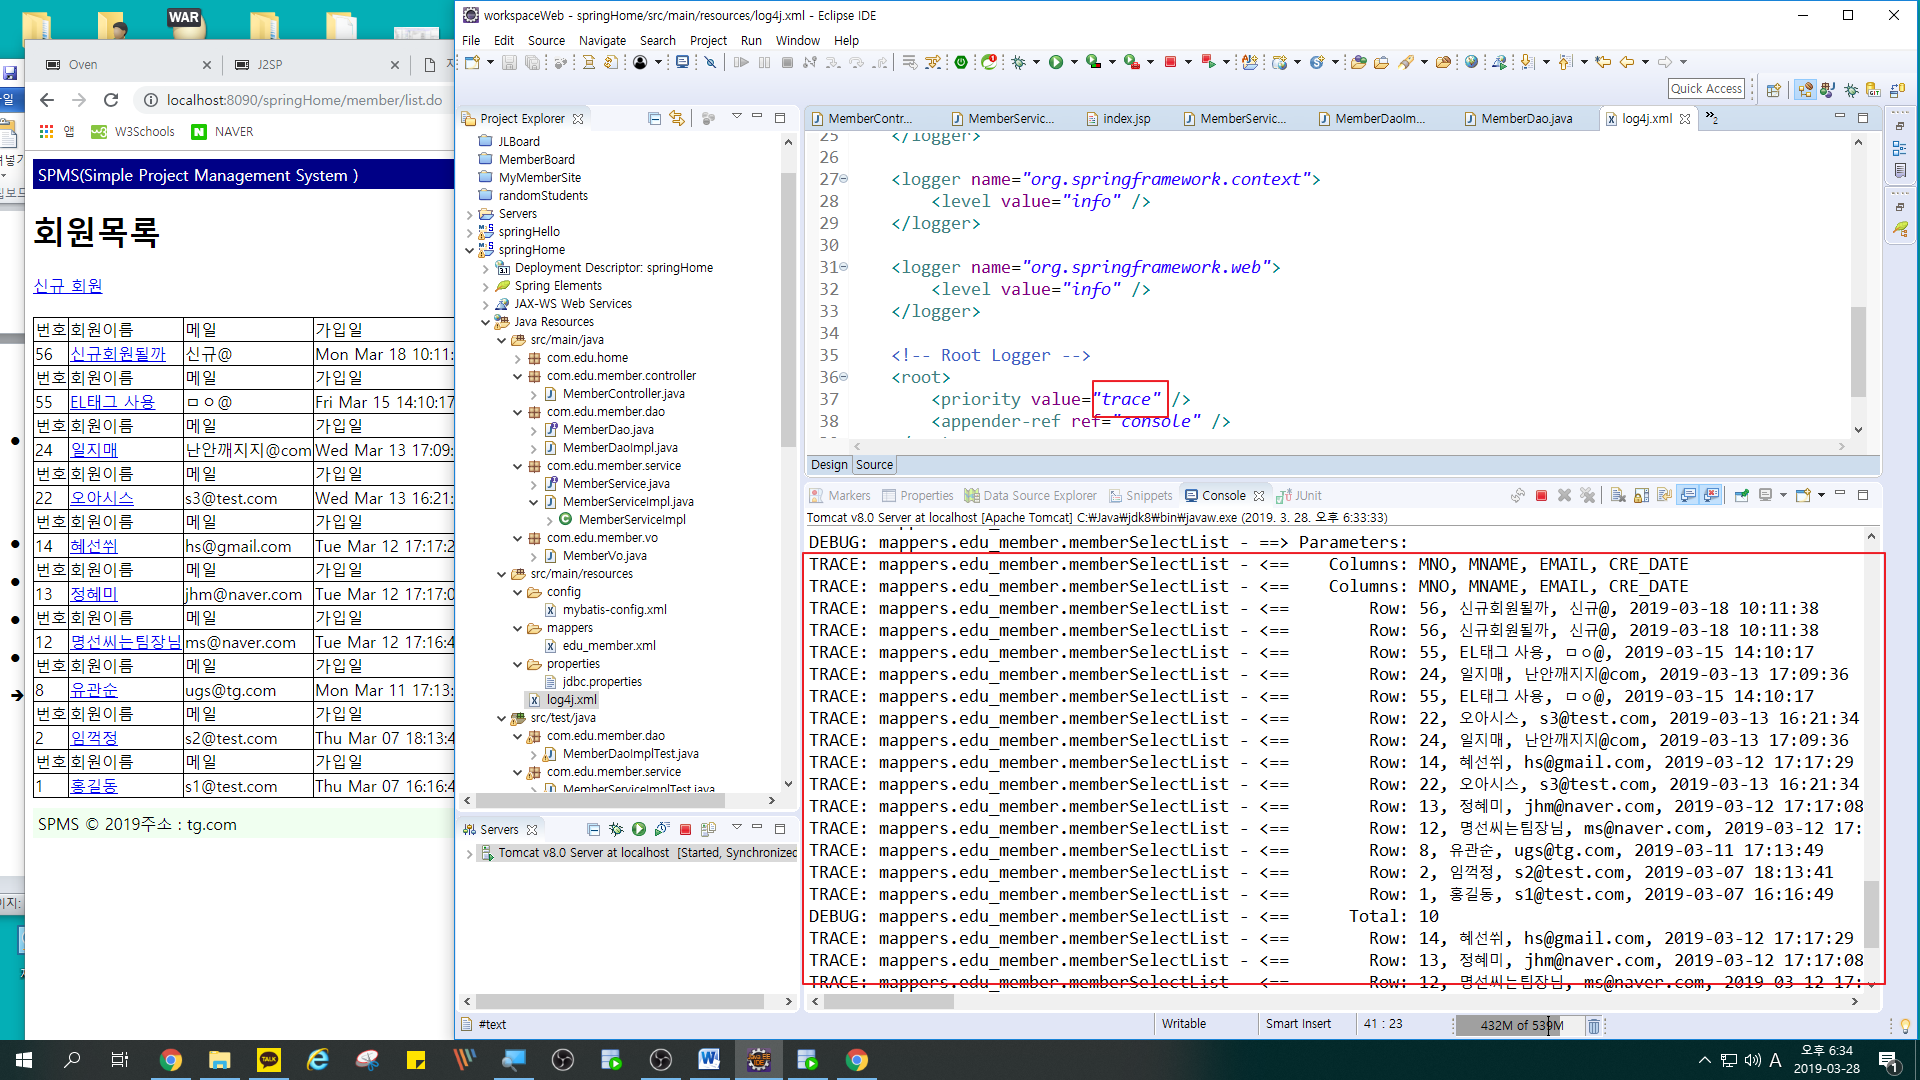 WAR
Oven
J2SP
localhost:8090/springHome/member/list.do
앱
W3Schools
NAVER
SPMS(Simple Project Management System )
회원목록
신규 회원
번호 회원이름 메일 가입일
56 신규회원될까 신규@ Mon Mar 18 10:11:
번호 회원이름 메일 가입일
55 EL태그 사용 ㅁㅇ@ Fri Mar 15 14:10:17
번호 회원이름 메일 가입일
24 일지매 난안깨지지@com Wed Mar 13 17:09:
번호 회원이름 메일 가입일
22 오아시스 s3@test.com Wed Mar 13 16:21:
번호 회원이름 메일 가입일
14 혜선쒸 hs@gmail.com Tue Mar 12 17:17:2
번호 회원이름 메일 가입일
13 정혜미 jhm@naver.com Tue Mar 12 17:17:0
번호 회원이름 메일 가입일
12 명선씨는팀장님 ms@naver.com Tue Mar 12 17:16:4
번호 회원이름 메일 가입일
8 유관순 ugs@tg.com Mon Mar 11 17:13:
번호 회원이름 메일 가입일
2 임꺽정 s2@test.com Thu Mar 07 18:13:4
번호 회원이름 메일 가입일
1 홍길동 s1@test.com Thu Mar 07 16:16:4
SPMS © 2019주소 : tg.com
workspaceWeb - springHome/src/main/resources/log4j.xml - Eclipse IDE
File Edit Source Navigate Search Project Run Window Help
Quick Access
Project Explorer
JLBoard
MemberBoard
MyMemberSite
randomStudents
Servers
springHello
springHome
Deployment Descriptor: springHome
Spring Elements
JAX-WS Web Services
Java Resources
src/main/java
com.edu.home
com.edu.member.controller
MemberController.java
com.edu.member.dao
MemberDao.java
MemberDaoImpl.java
com.edu.member.service
MemberService.java
MemberServiceImpl.java
MemberServiceImpl
com.edu.member.vo
MemberVo.java
src/main/resources
config
mybatis-config.xml
mappers
edu_member.xml
properties
jdbc.properties
log4j.xml
src/test/java
com.edu.member.dao
MemberDaoImplTest.java
com.edu.member.service
MemberServiceImplTest.java
Servers
Tomcat v8.0 Server at localhost [Started, Synchronized
MemberContr...
MemberServic...
index.jsp
MemberServic...
MemberDaoIm...
MemberDao.java
log4j.xml
2
25 </logger>
26
27 <logger name="org.springframework.context">
28 <level value="info" />
29 </logger>
30
31 <logger name="org.springframework.web">
32 <level value="info" />
33 </logger>
34
35 <!-- Root Logger -->
36 <root>
37 <priority value="trace" />
38 <appender-ref ref="console" />
Design Source
Markers Properties Data Source Explorer Snippets Console JUnit
Tomcat v8.0 Server at localhost [Apache Tomcat] C:₩Java₩jdk8₩bin₩javaw.exe (2019. 3. 28. 오후 6:33:33)
DEBUG: mappers.edu_member.memberSelectList - ==> Parameters:
TRACE: mappers.edu_member.memberSelectList - <== Columns: MNO, MNAME, EMAIL, CRE_DATE
TRACE: mappers.edu_member.memberSelectList - <== Columns: MNO, MNAME, EMAIL, CRE_DATE
TRACE: mappers.edu_member.memberSelectList - <== Row: 56, 신규회원될까, 신규@, 2019-03-18 10:11:38
TRACE: mappers.edu_member.memberSelectList - <== Row: 56, 신규회원될까, 신규@, 2019-03-18 10:11:38
TRACE: mappers.edu_member.memberSelectList - <== Row: 55, EL태그 사용, ㅁㅇ@, 2019-03-15 14:10:17
TRACE: mappers.edu_member.memberSelectList - <== Row: 24, 일지매, 난안깨지지@com, 2019-03-13 17:09:36
TRACE: mappers.edu_member.memberSelectList - <== Row: 55, EL태그 사용, ㅁㅇ@, 2019-03-15 14:10:17
TRACE: mappers.edu_member.memberSelectList - <== Row: 22, 오아시스, s3@test.com, 2019-03-13 16:21:34
TRACE: mappers.edu_member.memberSelectList - <== Row: 24, 일지매, 난안깨지지@com, 2019-03-13 17:09:36
TRACE: mappers.edu_member.memberSelectList - <== Row: 14, 혜선쒸, hs@gmail.com, 2019-03-12 17:17:29
TRACE: mappers.edu_member.memberSelectList - <== Row: 22, 오아시스, s3@test.com, 2019-03-13 16:21:34
TRACE: mappers.edu_member.memberSelectList - <== Row: 13, 정혜미, jhm@naver.com, 2019-03-12 17:17:08
TRACE: mappers.edu_member.memberSelectList - <== Row: 12, 명선씨는팀장님, ms@naver.com, 2019-03-12 17:
TRACE: mappers.edu_member.memberSelectList - <== Row: 8, 유관순, ugs@tg.com, 2019-03-11 17:13:49
TRACE: mappers.edu_member.memberSelectList - <== Row: 2, 임꺽정, s2@test.com, 2019-03-07 18:13:41
TRACE: mappers.edu_member.memberSelectList - <== Row: 1, 홍길동, s1@test.com, 2019-03-07 16:16:49
DEBUG: mappers.edu_member.memberSelectList - <== Total: 10
TRACE: mappers.edu_member.memberSelectList - <== Row: 14, 혜선쒸, hs@gmail.com, 2019-03-12 17:17:29
TRACE: mappers.edu_member.memberSelectList - <== Row: 13, 정혜미, jhm@naver.com, 2019-03-12 17:17:08
TRACE: mappers.edu_member.memberSelectList - <== Row: 12, 명선씨는팀장님, ms@naver.com, 2019-03-12 17:
#text
Writable
Smart Insert
41 : 23
432M of 539M
TALK
A
오후 6:34
2019-03-28
1